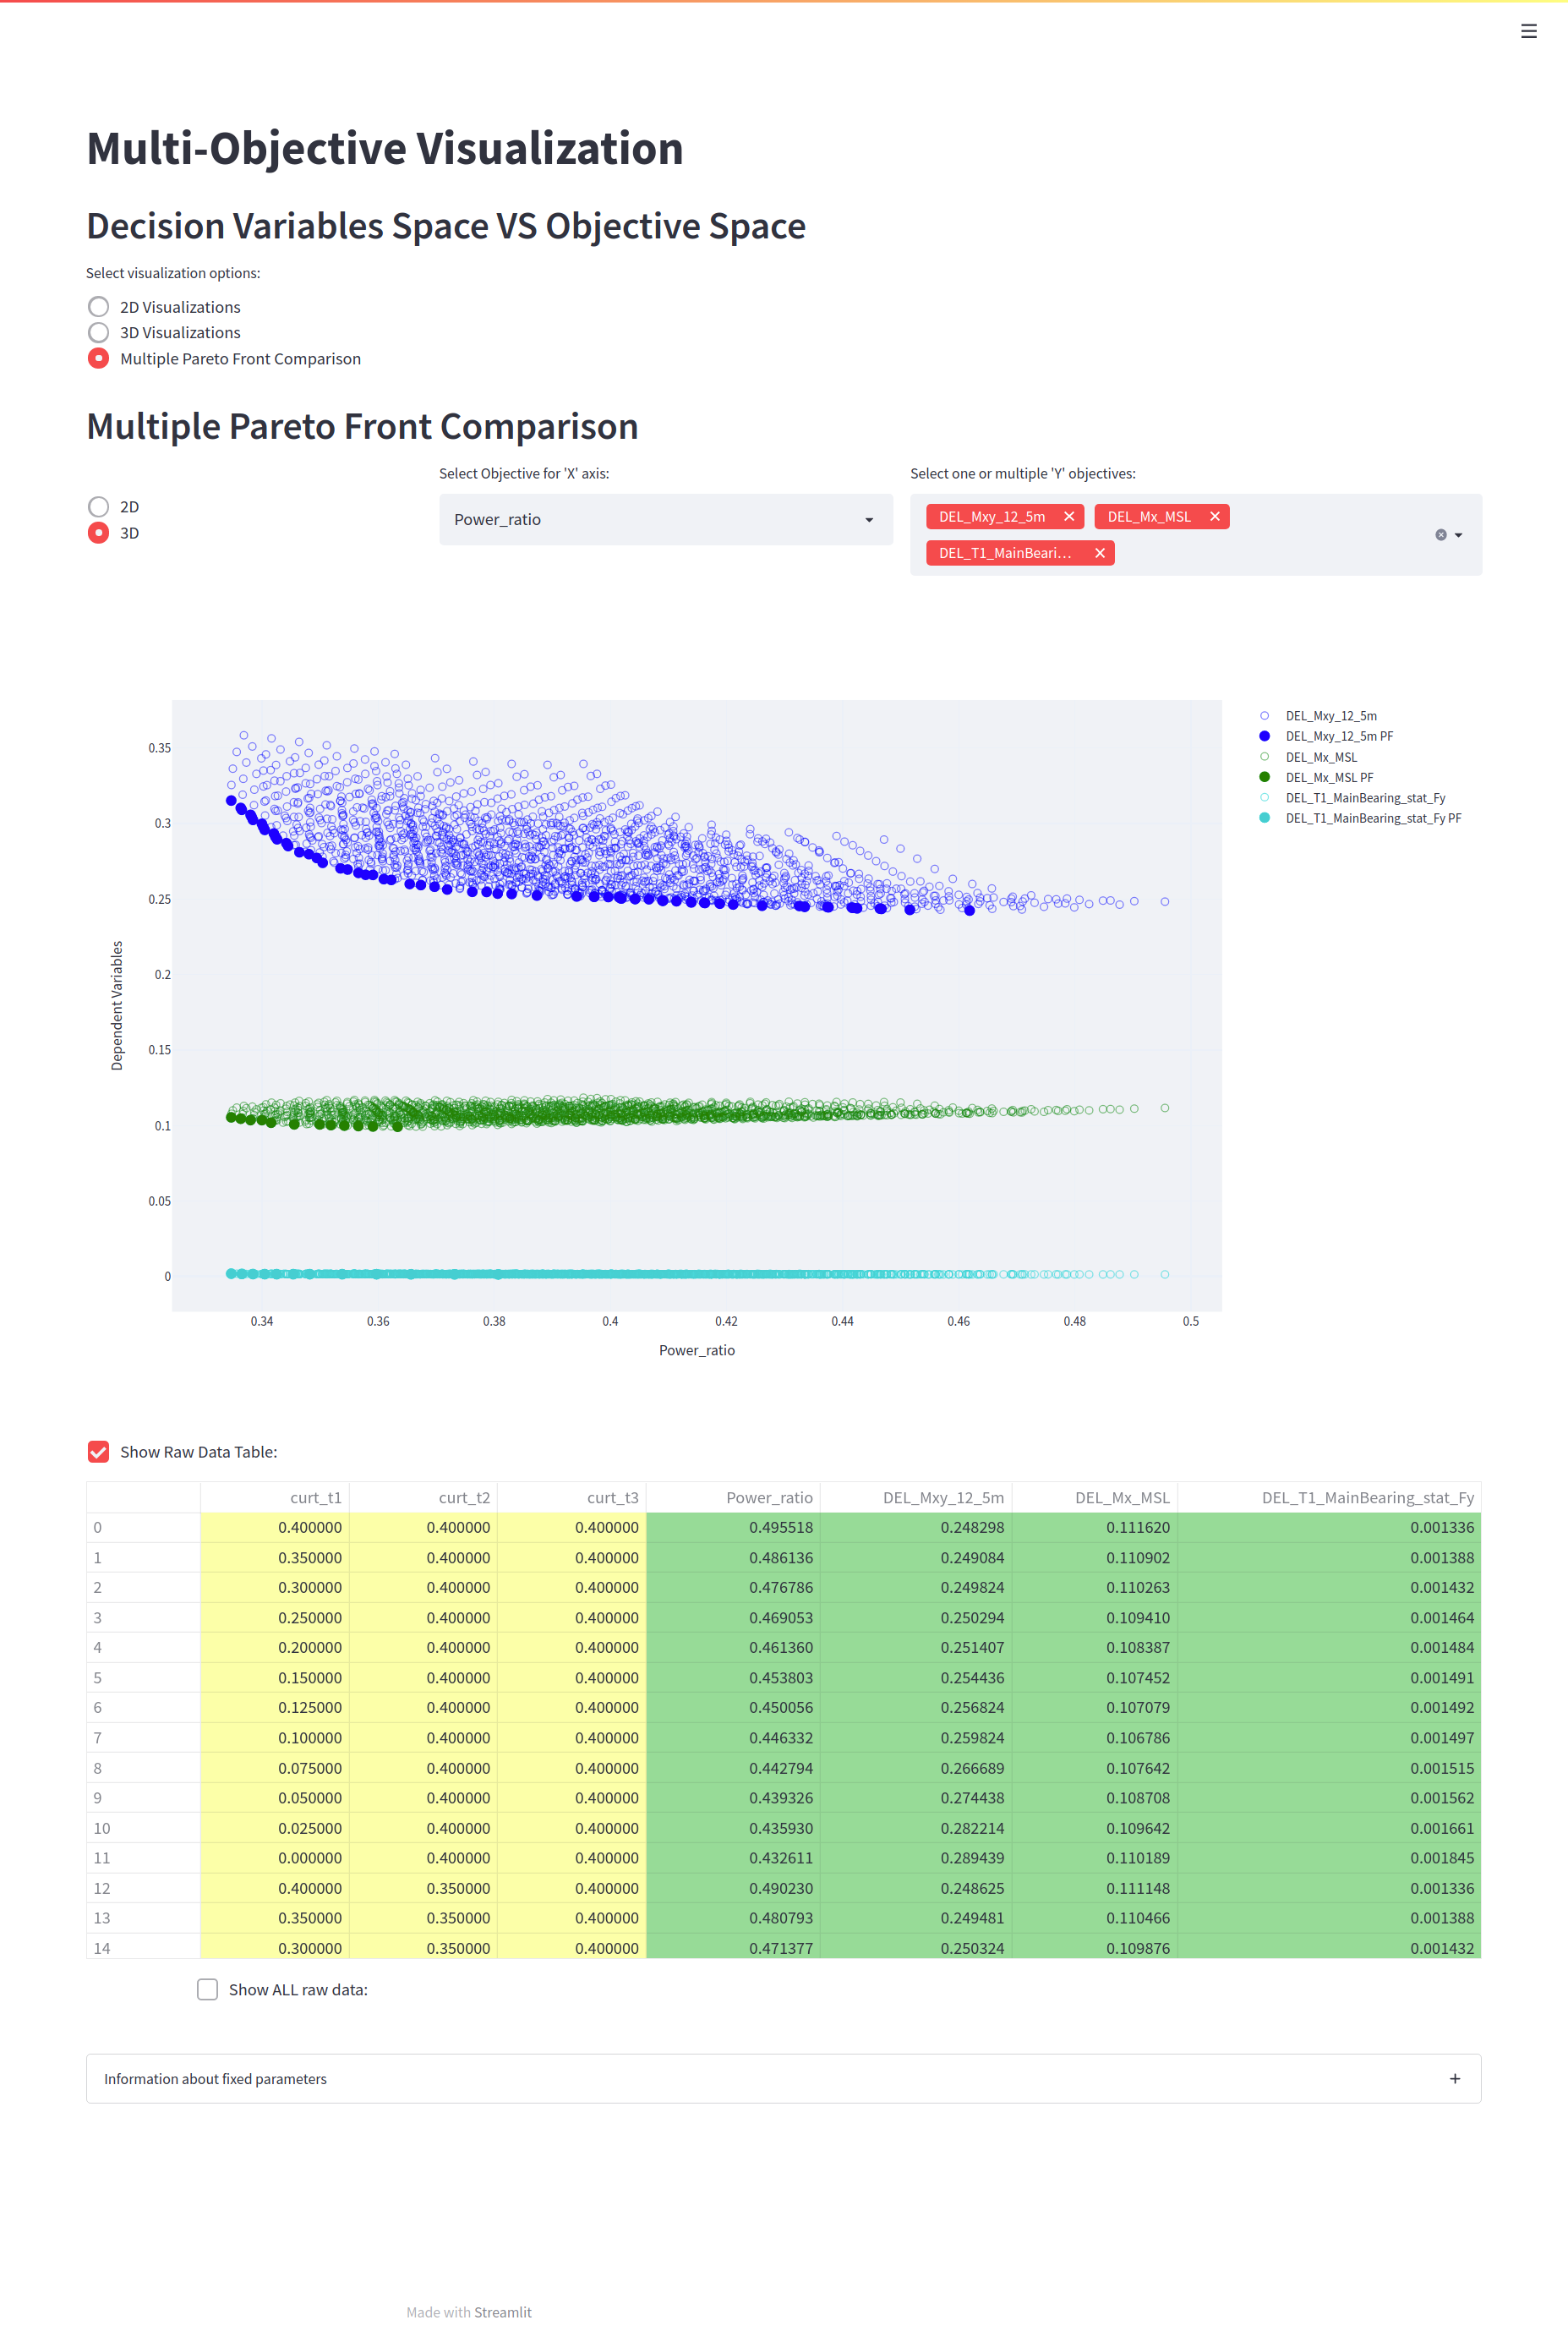 Multi-Objective Visualization
Decision Variables Space VS Objective Space
Select visualization options:
2D Visualizations
3D Visualizations
Multiple Pareto Front Comparison
Multiple Pareto Front Comparison
2D
3D
Select Objective for 'X' axis:
Power_ratio
Select one or multiple 'Y' objectives:
DEL_Mxy_12_5m DEL_Mx_MSL
DEL_T1_MainBeari...
0.35
0.3
0.25
0.2
0.15
0.1
0.05
0
Dependent Variables
0.34 0.36 0.38 0.4 0.42 0.44 0.46 0.48 0.5
Power_ratio
DEL_Mxy_12_5m
DEL_Mxy_12_5m PF
DEL_Mx_MSL
DEL_Mx_MSL PF
DEL_T1_MainBearing_stat_Fy
DEL_T1_MainBearing_stat_Fy PF
Show Raw Data Table:
curt_t1 curt_t2 curt_t3 Power_ratio DEL_Mxy_12_5m DEL_Mx_MSL DEL_T1_MainBearing_stat_Fy
0 0.400000 0.400000 0.400000 0.495518 0.248298 0.111620 0.001336
1 0.350000 0.400000 0.400000 0.486136 0.249084 0.110902 0.001388
2 0.300000 0.400000 0.400000 0.476786 0.249824 0.110263 0.001432
3 0.250000 0.400000 0.400000 0.469053 0.250294 0.109410 0.001464
4 0.200000 0.400000 0.400000 0.461360 0.251407 0.108387 0.001484
5 0.150000 0.400000 0.400000 0.453803 0.254436 0.107452 0.001491
6 0.125000 0.400000 0.400000 0.450056 0.256824 0.107079 0.001492
7 0.100000 0.400000 0.400000 0.446332 0.259824 0.106786 0.001497
8 0.075000 0.400000 0.400000 0.442794 0.266689 0.107642 0.001515
9 0.050000 0.400000 0.400000 0.439326 0.274438 0.108708 0.001562
10 0.025000 0.400000 0.400000 0.435930 0.282214 0.109642 0.001661
11 0.000000 0.400000 0.400000 0.432611 0.289439 0.110189 0.001845
12 0.400000 0.350000 0.400000 0.490230 0.248625 0.111148 0.001336
13 0.350000 0.350000 0.400000 0.480793 0.249481 0.110466 0.001388
14 0.300000 0.350000 0.400000 0.471377 0.250324 0.109876 0.001432
Show ALL raw data:
Information about fixed parameters
Made with Streamlit